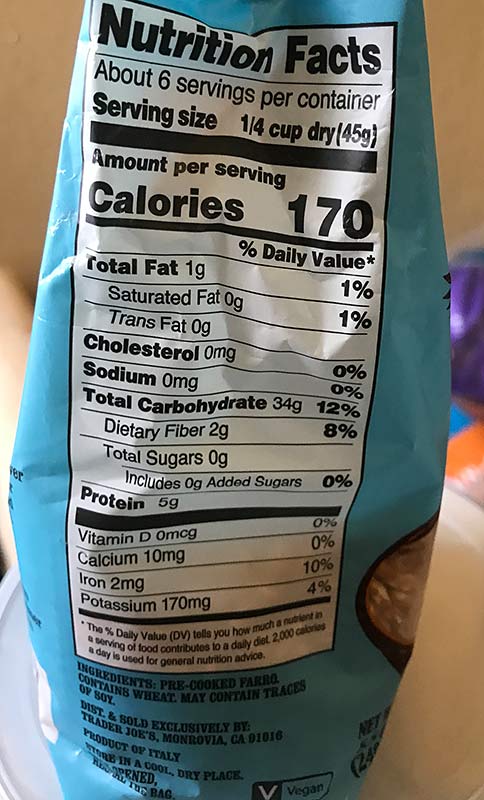 Nutrition Facts
About 6 servings per container
Serving size 1/4 cup dry (45g)
Amount per serving
Calories 170
% Daily Value*
Total Fat 1g 1%
Saturated Fat 0g 1%
Trans Fat 0g
Cholesterol 0mg 0%
Sodium 0mg 0%
Total Carbohydrate 34g 12%
Dietary Fiber 2g 8%
Total Sugars 0g
Includes 0g Added Sugars 0%
Protein 5g
Vitamin D 0mcg 0%
Calcium 10mg 0%
Iron 2mg 10%
Potassium 170mg 4%
* The % Daily Value (DV) tells you how much a nutrient in
a serving of food contributes to a daily diet. 2,000 calories
a day is used for general nutrition advice.
INGREDIENTS: PRE-COOKED FARRO.
CONTAINS WHEAT. MAY CONTAIN TRACES
OF SOY.
DIST. & SOLD EXCLUSIVELY BY:
TRADER JOE'S, MONROVIA, CA 91016
PRODUCT OF ITALY
STORE IN A COOL, DRY PLACE.
BAG.
V Vegan
NET